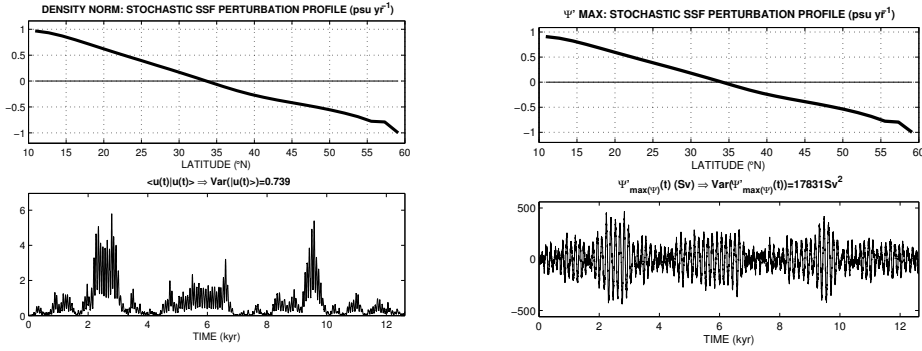 DENSITY NORM: STOCHASTIC SSF PERTURBATION PROFILE (psu yr⁻¹)
1
0.5
0
−0.5
−1
10 15 20 25 30 35 40 45 50 55 60
LATITUDE (°N)
<u(t)|u(t)> ⇒ Var(|u(t)>)=0.739
6
4
2
0
0 2 4 6 8 10 12
TIME (kyr)
Ψ' MAX: STOCHASTIC SSF PERTURBATION PROFILE (psu yr⁻¹)
1
0.5
0
−0.5
−1
10 15 20 25 30 35 40 45 50 55 60
LATITUDE (°N)
Ψ'max(Ψ)(t) (Sv) ⇒ Var(Ψ'max(Ψ)(t))=17831Sv²
500
0
−500
0 2 4 6 8 10 12
TIME (kyr)